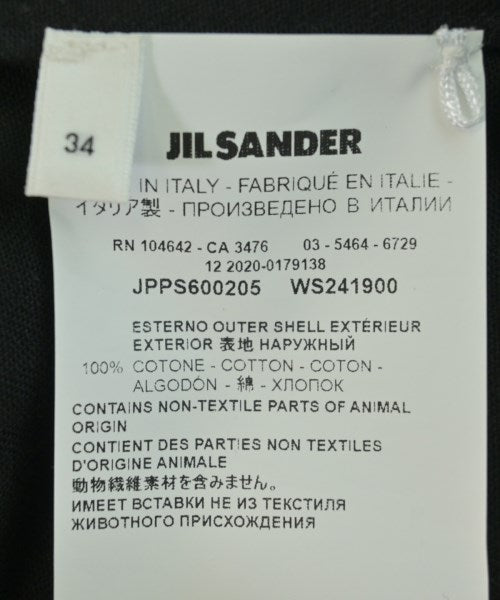 34
JIL SANDER
IN ITALY - FABRIQUÉ EN ITALIE -
イタリア製 - ПРОИЗВЕДЕНО В ИТАЛИИ
RN 104642 - CA 3476 03 - 5464 - 6729
12 2020-0179138
JPPS600205 WS241900
ESTERNO OUTER SHELL EXTÉRIEUR
EXTERIOR 表地 НАРУЖНЫЙ
100% COTONE - COTTON - COTON -
ALGODÓN - 綿 - ХЛОПОК
CONTAINS NON-TEXTILE PARTS OF ANIMAL
ORIGIN
CONTIENT DES PARTIES NON TEXTILES
D'ORIGINE ANIMALE
動物繊維素材を含みません。
ИМЕЕТ ВСТАВКИ НЕ ИЗ ТЕКСТИЛЯ
ЖИВОТНОГО ПРИСХОЖДЕНИЯ